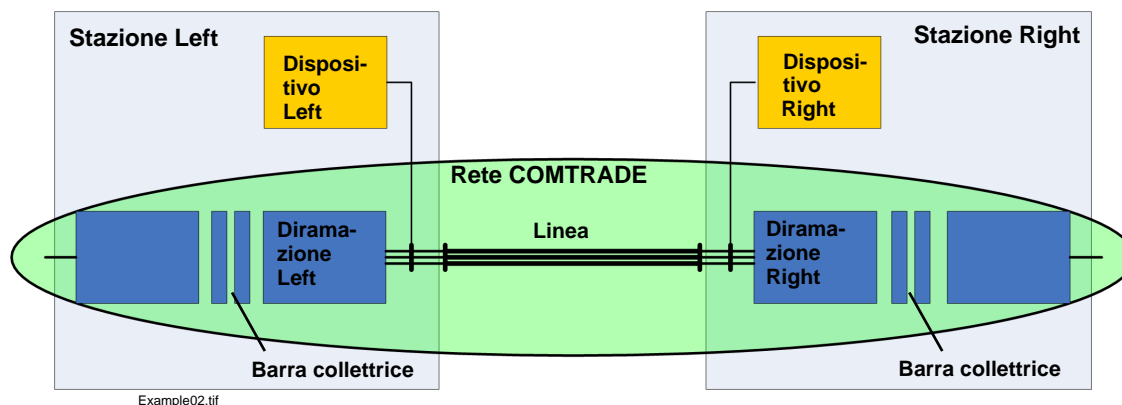 Stazione Left
Stazione Right
Disposi-
tivo
Left
Disposi-
tivo
Right
Rete COMTRADE
Dirama-
zione
Left
Linea
Dirama-
zione
Right
Barra collettrice
Barra collettrice
Example02.tif